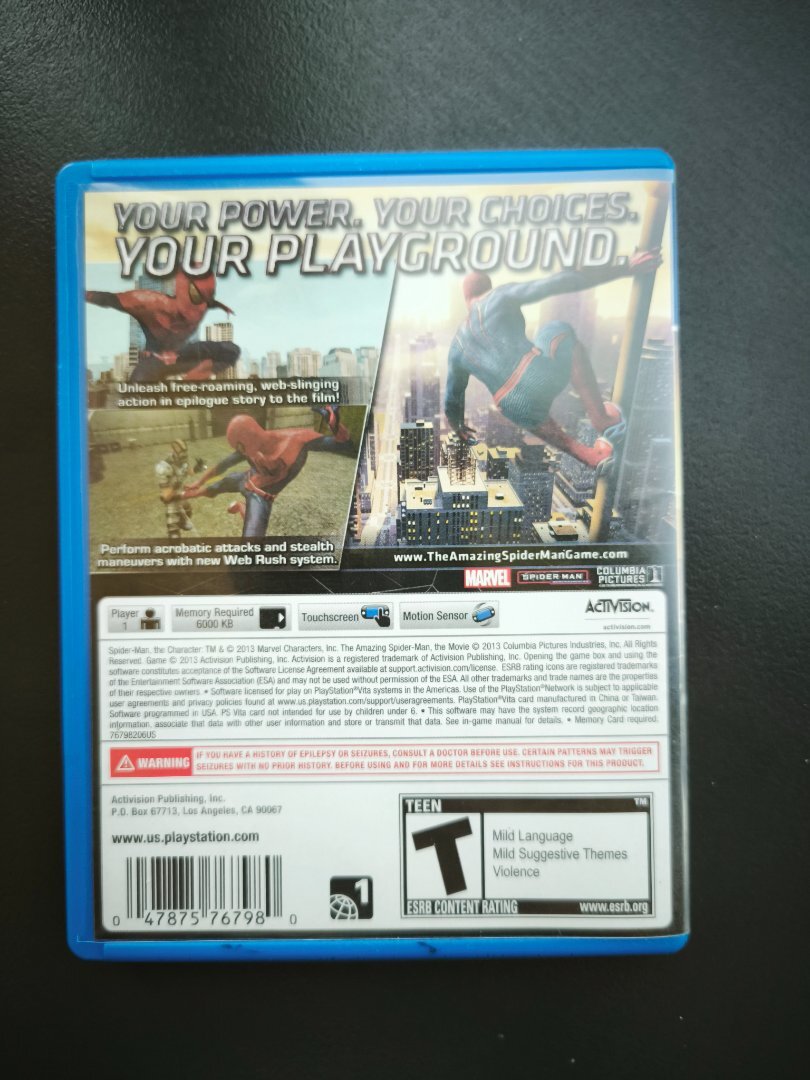 YOUR POWER. YOUR CHOICES.
YOUR PLAYGROUND.
Unleash free-roaming, web-slinging
action in epilogue story to the film!
Perform acrobatic attacks and stealth
maneuvers with new Web Rush system.
www.TheAmazingSpiderManGame.com
MARVEL
SPIDER-MAN
COLUMBIA
PICTURES
Player
1
Memory Required
6000 KB
Touchscreen
Motion Sensor
ACTIVISION.
activision.com
Spider-Man, the Character: TM & © 2013 Marvel Characters, Inc. The Amazing Spider-Man, the Movie © 2013 Columbia Pictures Industries, Inc. All Rights
Reserved. Game © 2013 Activision Publishing, Inc. Activision is a registered trademark of Activision Publishing, Inc. Opening the game box and using the
software constitutes acceptance of the Software License Agreement available at support.activision.com/license. ESRB rating icons are registered trademarks
of the Entertainment Software Association (ESA) and may not be used without permission of the ESA. All other trademarks and trade names are the properties
of their respective owners. • Software licensed for play on PlayStation®Vita systems in the Americas. Use of the PlayStation®Network is subject to applicable
user agreements and privacy policies found at www.us.playstation.com/support/useragreements. PlayStation®Vita card manufactured in China or Taiwan.
Software programmed in USA. PS Vita card not intended for use by children under 6. • This software may have the system record geographic location
information, associate that data with other user information and store or transmit that data. See in-game manual for details. • Memory Card required.
76798206US
WARNING
IF YOU HAVE A HISTORY OF EPILEPSY OR SEIZURES, CONSULT A DOCTOR BEFORE USE. CERTAIN PATTERNS MAY TRIGGER
SEIZURES WITH NO PRIOR HISTORY. BEFORE USING AND FOR MORE DETAILS SEE INSTRUCTIONS FOR THIS PRODUCT.
Activision Publishing, Inc.
P.O. Box 67713, Los Angeles, CA 90067
www.us.playstation.com
0 47875 76798 0
1
TEEN TM
T
Mild Language
Mild Suggestive Themes
Violence
ESRB CONTENT RATING www.esrb.org